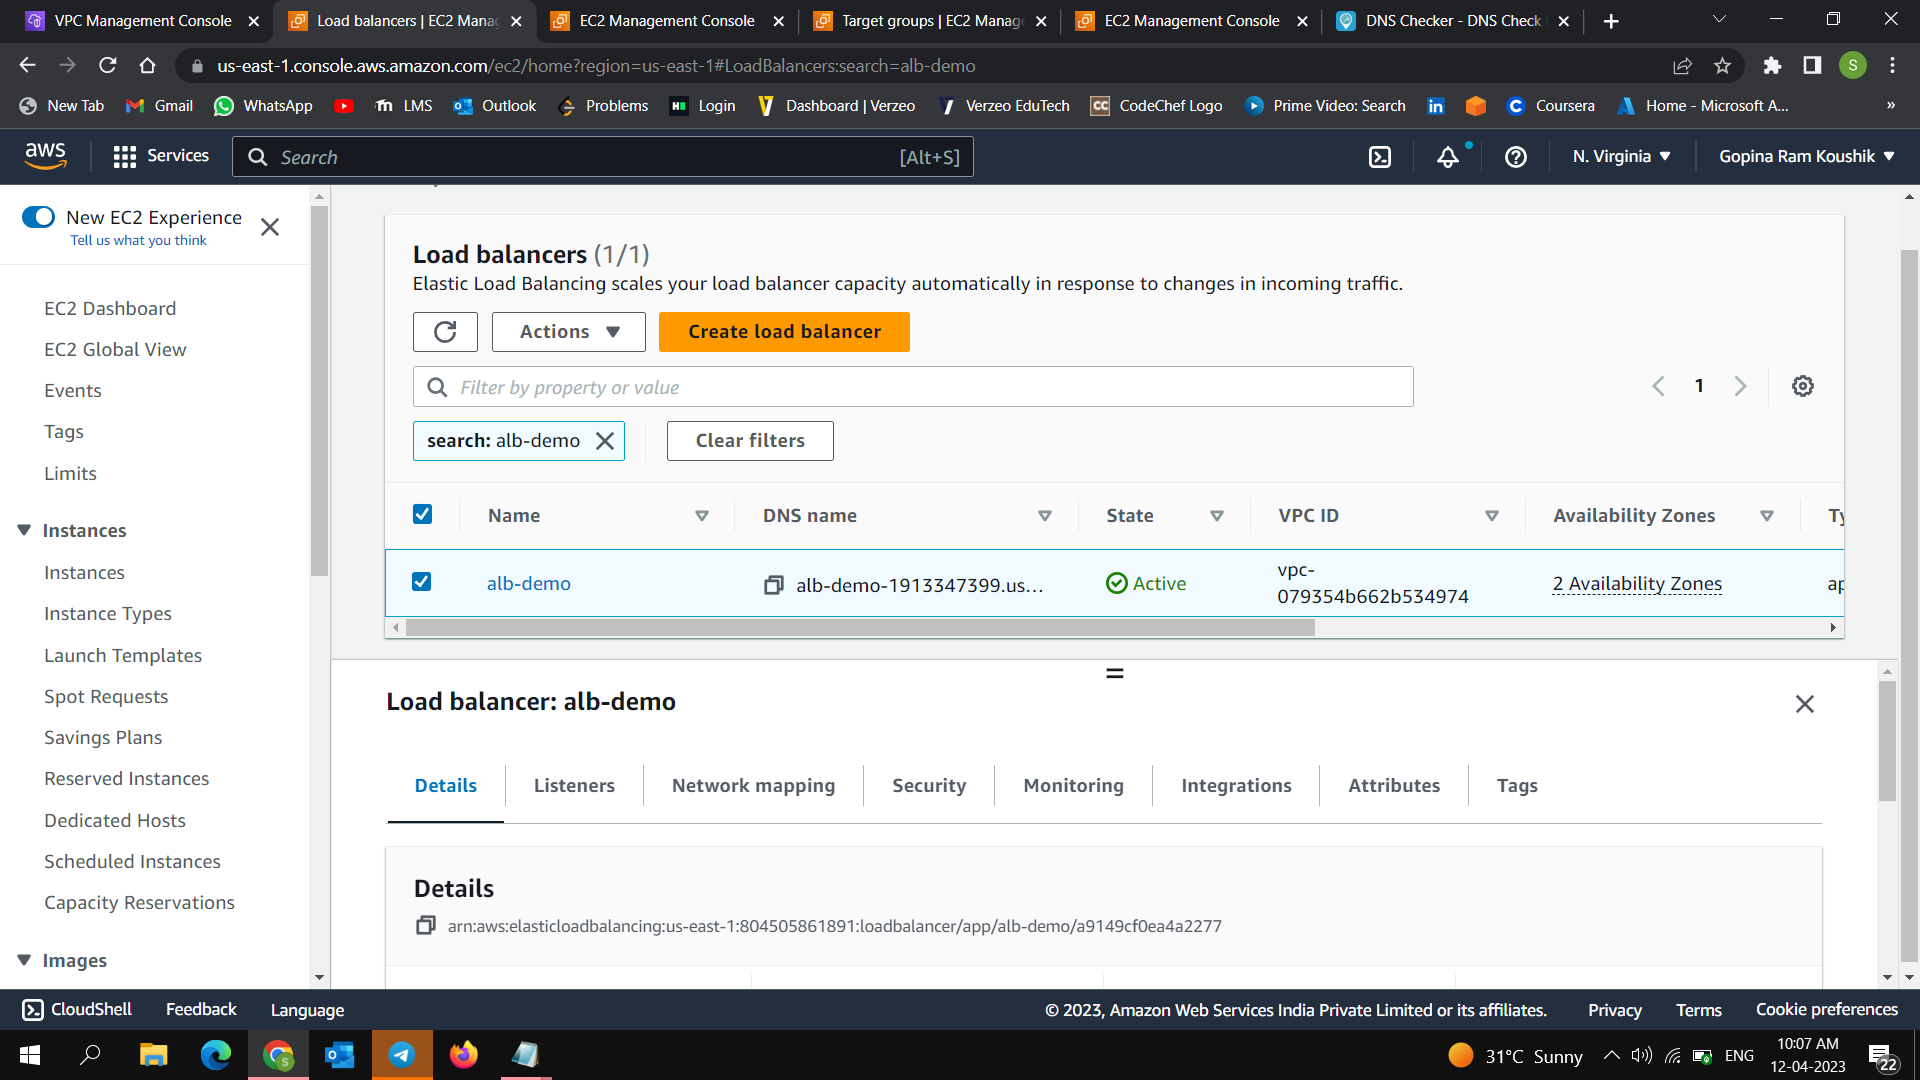 VPC Management Console
Load balancers | EC2 Manag
EC2 Management Console
Target groups | EC2 Manage
EC2 Management Console
DNS Checker - DNS Check
us-east-1.console.aws.amazon.com/ec2/home?region=us-east-1#LoadBalancers:search=alb-demo
S
New Tab
Gmail
WhatsApp
LMS
Outlook
Problems
Login
Dashboard | Verzeo
Verzeo EduTech
CC
CodeChef Logo
Prime Video: Search
in
Coursera
Home - Microsoft A...
»
aws
Services
Search
[Alt+S]
N. Virginia
Gopina Ram Koushik
New EC2 Experience
Tell us what you think
EC2 Dashboard
EC2 Global View
Events
Tags
Limits
Instances
Instances
Instance Types
Launch Templates
Spot Requests
Savings Plans
Reserved Instances
Dedicated Hosts
Scheduled Instances
Capacity Reservations
Images
Load balancers (1/1)
Elastic Load Balancing scales your load balancer capacity automatically in response to changes in incoming traffic.
Actions
Create load balancer
Filter by property or value
1
search: alb-demo
Clear filters
Name
DNS name
State
VPC ID
Availability Zones
Ty
alb-demo
alb-demo-1913347399.us...
Active
vpc-
079354b662b534974
2 Availability Zones
ap
Load balancer: alb-demo
Details
Listeners
Network mapping
Security
Monitoring
Integrations
Attributes
Tags
Details
arn:aws:elasticloadbalancing:us-east-1:804505861891:loadbalancer/app/alb-demo/a9149cf0ea4a2277
CloudShell
Feedback
Language
© 2023, Amazon Web Services India Private Limited or its affiliates.
Privacy
Terms
Cookie preferences
31°C Sunny
ENG
10:07 AM
12-04-2023
22